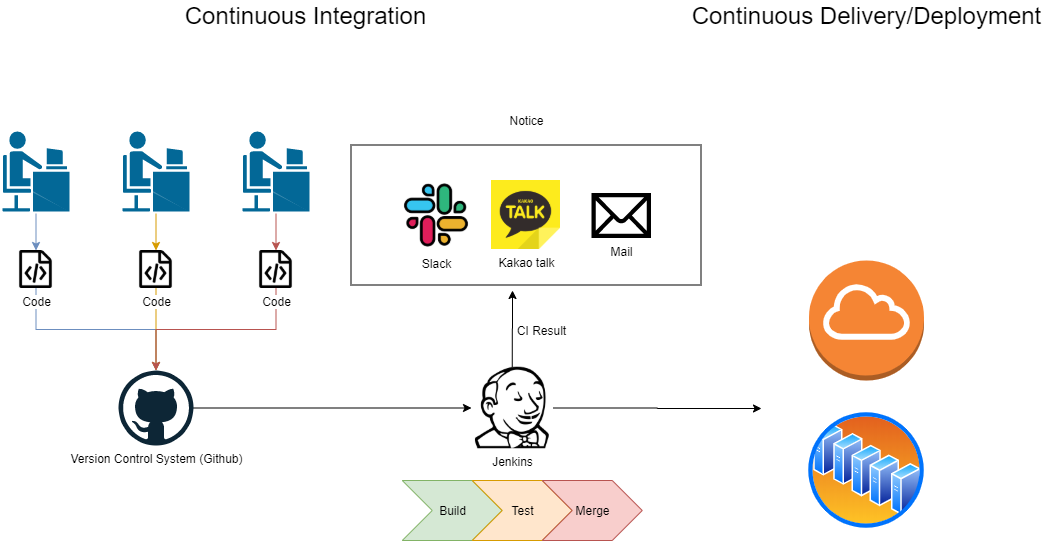 Continuous Integration
Continuous Delivery/Deployment
Notice
KAKAO
TALK
Slack
Kakao talk
Mail
Code
Code
Code
CI Result
Version Control System (Github)
Jenkins
Build
Test
Merge